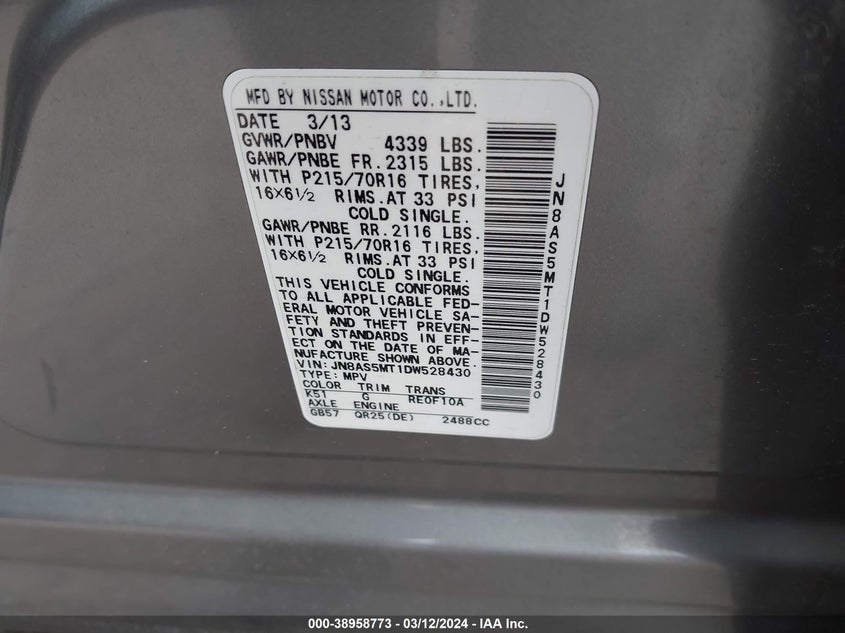 MFD BY NISSAN MOTOR CO.,LTD.
DATE 3/13
GVWR/PNBV 4339 LBS.
GAWR/PNBE FR. 2315 LBS.
WITH P215/70R16 TIRES,
16X6½ RIMS. AT 33 PSI
COLD SINGLE.
GAWR/PNBE RR. 2116 LBS.
WITH P215/70R16 TIRES,
16X6½ RIMS. AT 33 PSI
COLD SINGLE.
THIS VEHICLE CONFORMS
TO ALL APPLICABLE FED-
ERAL MOTOR VEHICLE SA-
FETY AND THEFT PREVEN-
TION STANDARDS IN EFF-
ECT ON THE DATE OF MA-
NUFACTURE SHOWN ABOVE.
VIN: JN8AS5MT1DW528430
TYPE: MPV
COLOR TRIM TRANS
K51 G RE0F10A
AXLE ENGINE
GB57 QR25(DE) 2488CC
JN8AS5MT1DW528430
000-38958773 - 03/12/2024 - IAA Inc.